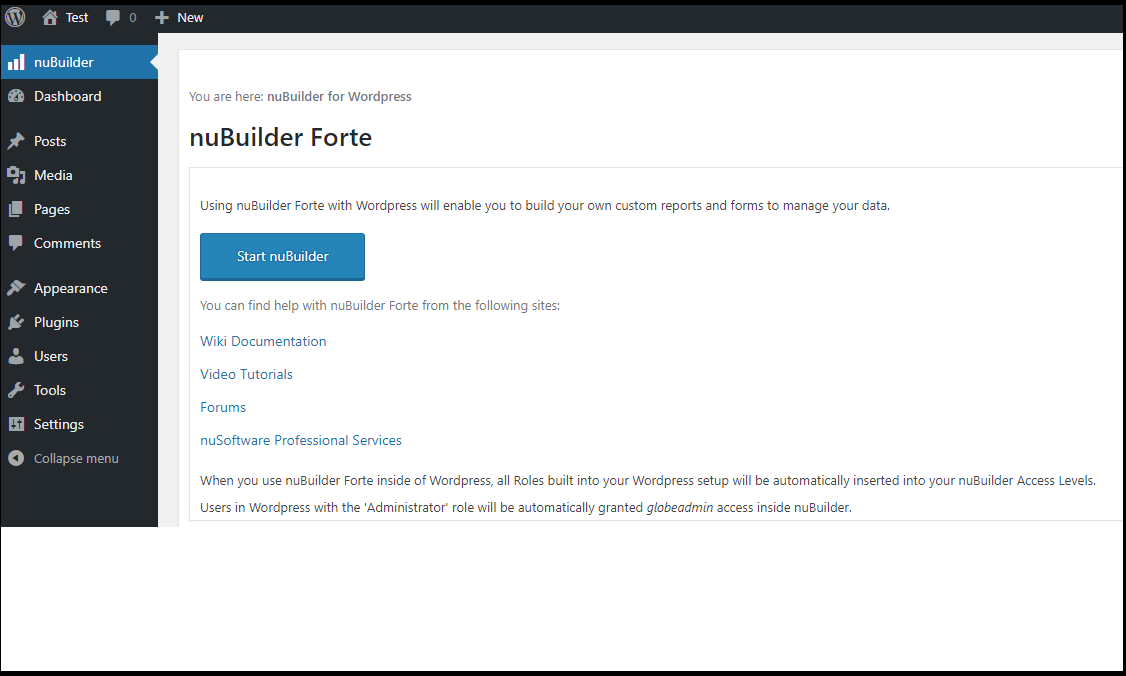 Test 0 New
nuBuilder
Dashboard
Posts
Media
Pages
Comments
Appearance
Plugins
Users
Tools
Settings
Collapse menu
You are here: nuBuilder for Wordpress
nuBuilder Forte
Using nuBuilder Forte with Wordpress will enable you to build your own custom reports and forms to manage your data.
Start nuBuilder
You can find help with nuBuilder Forte from the following sites:
Wiki Documentation
Video Tutorials
Forums
nuSoftware Professional Services
When you use nuBuilder Forte inside of Wordpress, all Roles built into your Wordpress setup will be automatically inserted into your nuBuilder Access Levels.
Users in Wordpress with the 'Administrator' role will be automatically granted globeadmin access inside nuBuilder.